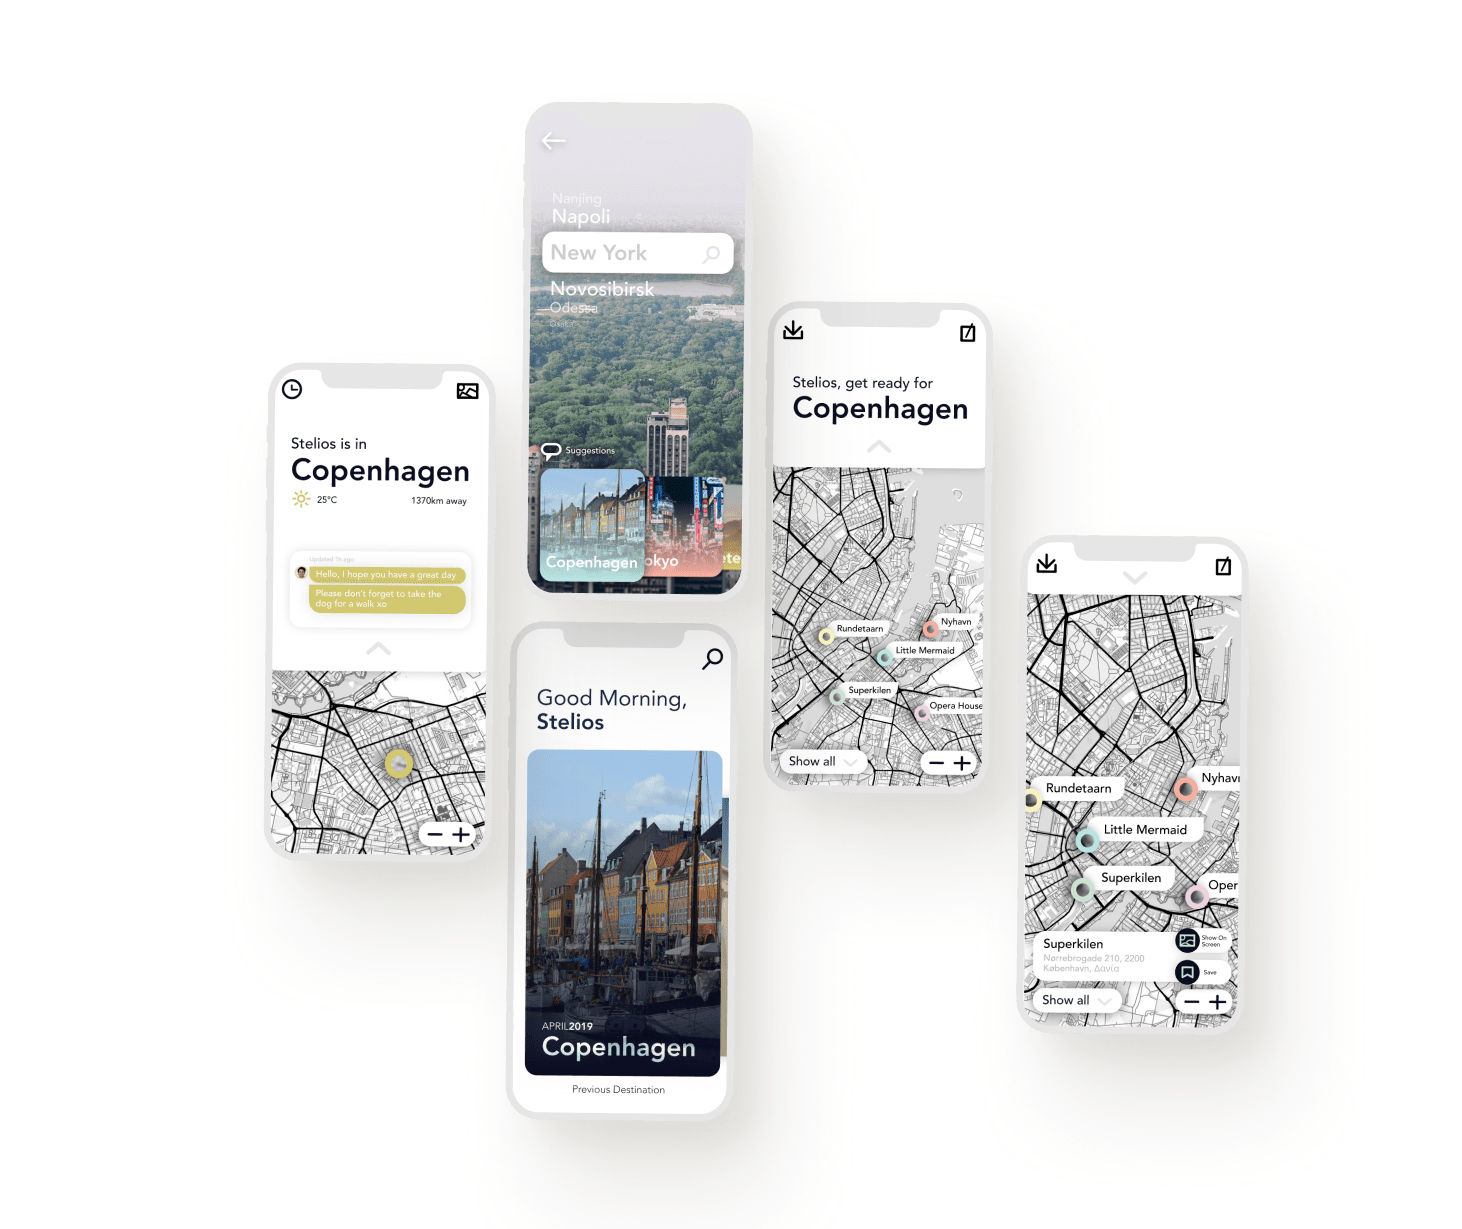 Stelios is in
Copenhagen
25°C
1370km away
Updated 1h ago
Hello, I hope you have a great day
Please don't forget to take the
dog for a walk xo
Nanjing
Napoli
New York
Novosibirsk
Odessa
Suggestions
Copenhagen
okyo
ete
Good Morning,
Stelios
APRIL2019
Copenhagen
Previous Destination
Stelios, get ready for
Copenhagen
Rundetaarn
Nyhavn
Little Mermaid
Superkilen
Opera House
Show all
Rundetaarn
Nyhavn
Little Mermaid
Superkilen
Oper
Superkilen
Nørrebrogade 210, 2200
København, Δανία
Show On
Screen
Save
Show all